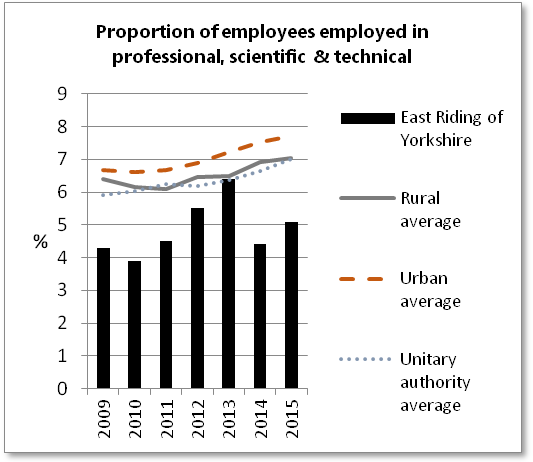 Proportion of employees employed in
professional, scientific & technical
9
8
7
6
5
4
3
2
1
0
%
2009
2010
2011
2012
2013
2014
2015
East Riding of
Yorkshire
Rural
average
Urban
average
Unitary
authority
average